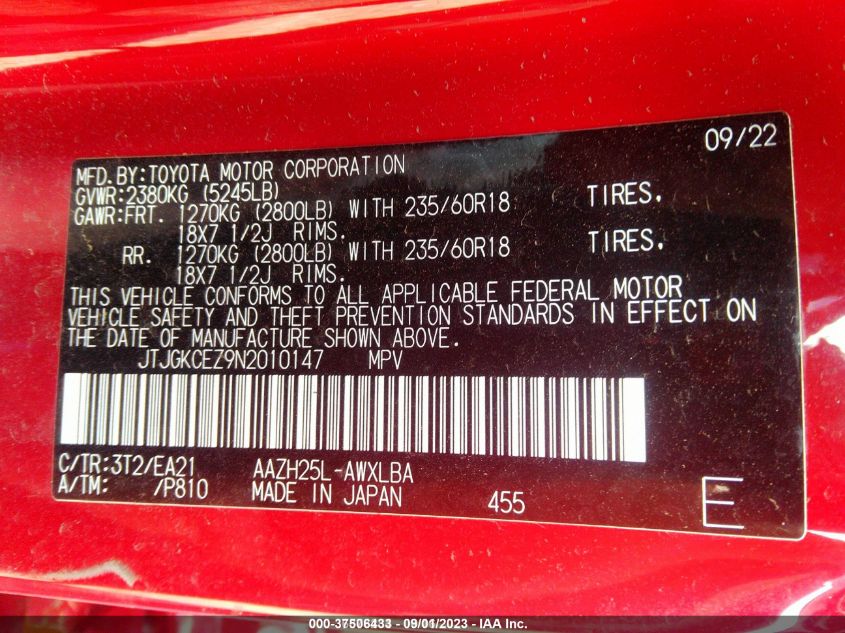 09/22
MFD.BY:TOYOTA MOTOR CORPORATION
GVWR:2380KG (5245LB)
GAWR:FRT. 1270KG (2800LB) WITH 235/60R18 TIRES.
18X7 1/2J RIMS.
RR. 1270KG (2800LB) WITH 235/60R18 TIRES.
18X7 1/2J RIMS.
THIS VEHICLE CONFORMS TO ALL APPLICABLE FEDERAL MOTOR
VEHICLE SAFETY AND THEFT PREVENTION STANDARDS IN EFFECT ON
THE DATE OF MANUFACTURE SHOWN ABOVE.
JTJGKCEZ9N2010147 MPV
C/TR:3T2/EA21 AAZH25L-AWXLBA
A/TM: /P810 MADE IN JAPAN 455 E
000-37506433 - 09/01/2023 - IAA Inc.